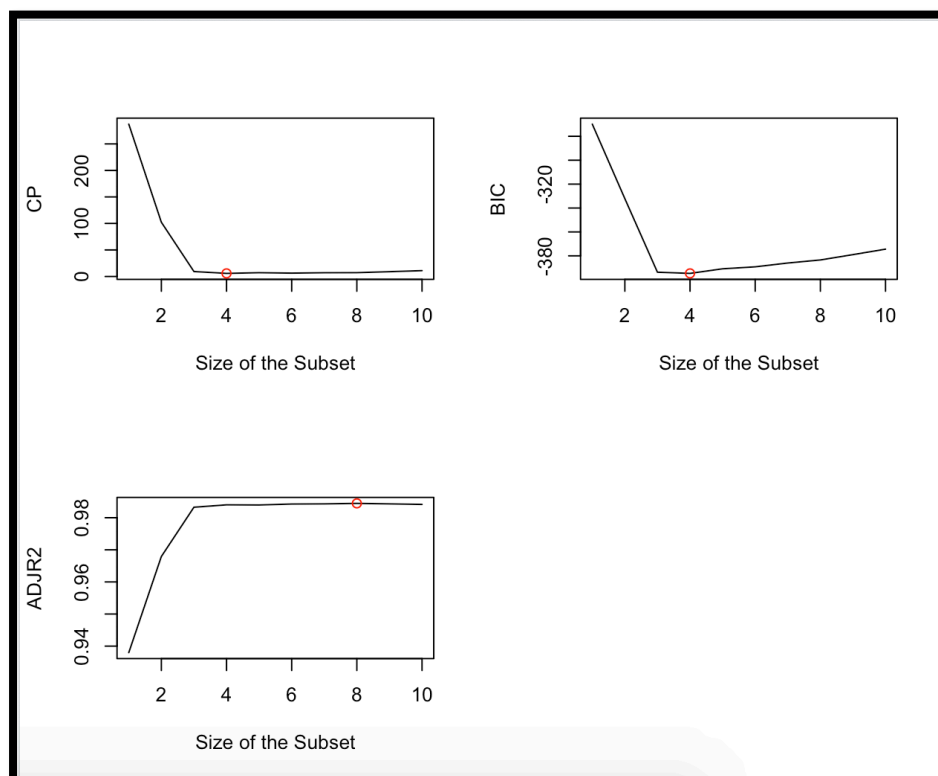 CP
0 100 200
2 4 6 8 10
Size of the Subset
BIC
-380 -320
2 4 6 8 10
Size of the Subset
ADJR2
0.94 0.96 0.98
2 4 6 8 10
Size of the Subset